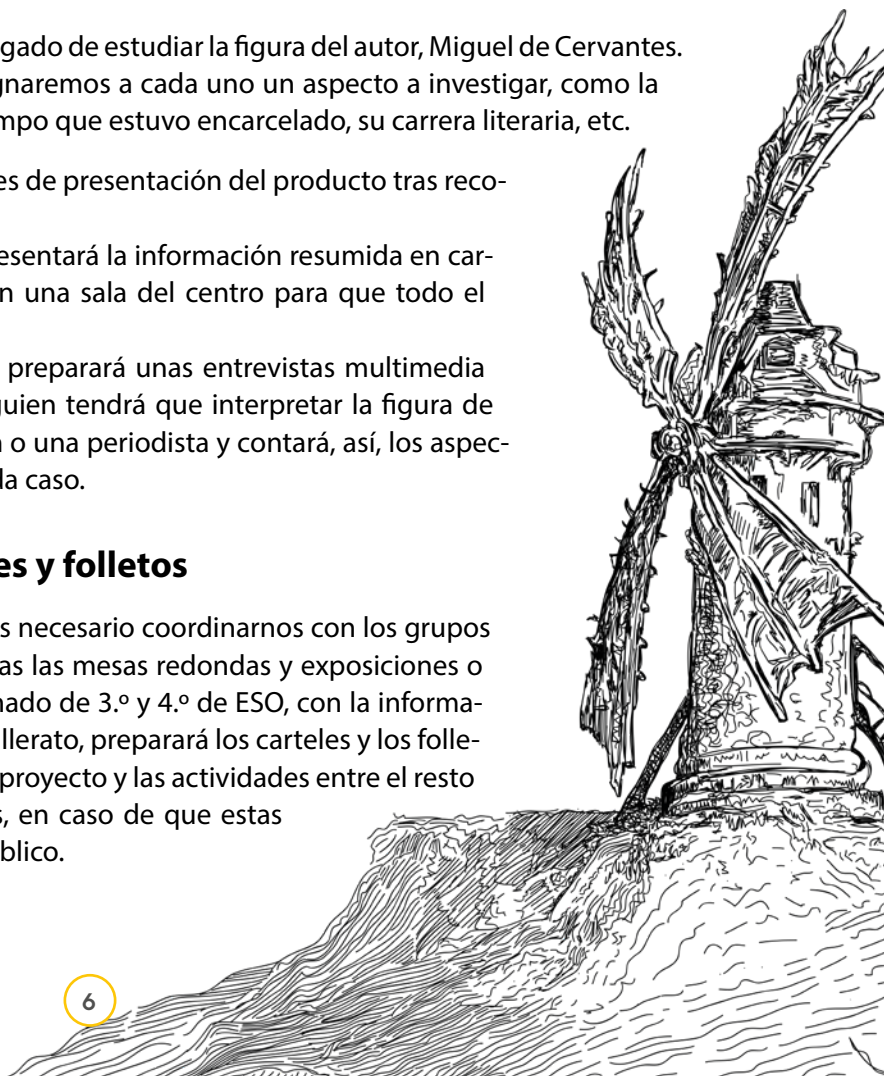 gado de estudiar la figura del autor, Miguel de Cervantes.
gnaremos a cada uno un aspecto a investigar, como la
mpo que estuvo encarcelado, su carrera literaria, etc.
es de presentación del producto tras reco-
esentará la información resumida en car-
n una sala del centro para que todo el
preparará unas entrevistas multimedia
guien tendrá que interpretar la figura de
o una periodista y contará, así, los aspec-
da caso.
es y folletos
s necesario coordinarnos con los grupos
as las mesas redondas y exposiciones o
nado de 3.º y 4.º de ESO, con la informa-
llerato, preparará los carteles y los folle-
proyecto y las actividades entre el resto
s, en caso de que estas
blico.
6